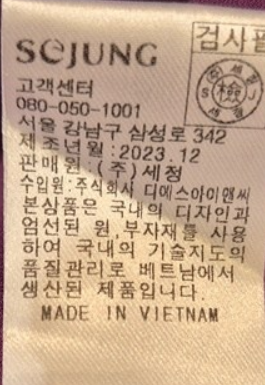 SEJUNG
검사필
(주)세정
S 檢 J
고객센터
080-050-1001
서울 강남구 삼성로 342
제조년월:2023.12
판매원:(주)세정
수입원:주식회사 디에스아이앤씨
본상품은 국내의 디자인과
엄선된 원,부자재를 사용
하여 국내의 기술지도의
품질관리로 베트남에서
생산된 제품입니다.
MADE IN VIETNAM